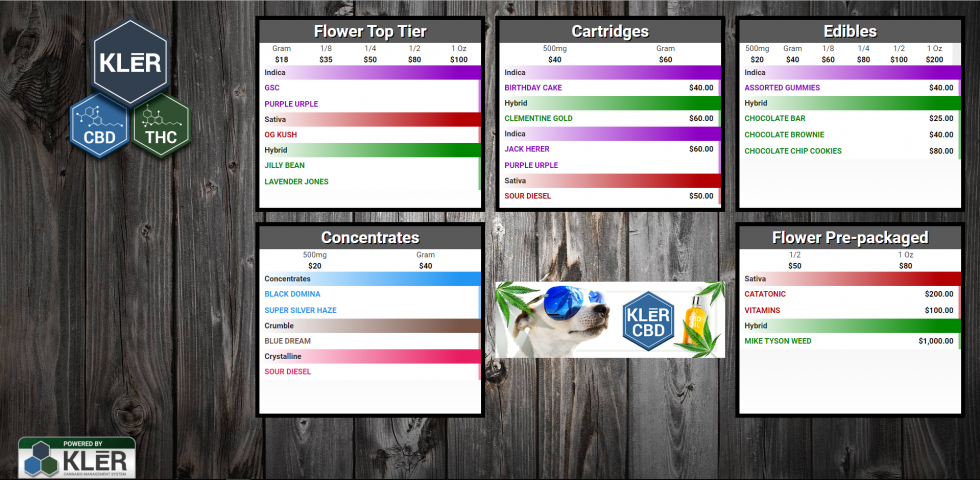 KLĒR
CBD
THC
Flower Top Tier
Gram 1/8 1/4 1/2 1 Oz
$18 $35 $50 $80 $100
Indica
GSC
PURPLE URPLE
Sativa
OG KUSH
Hybrid
JILLY BEAN
LAVENDER JONES
Cartridges
500mg Gram
$40 $60
Indica
BIRTHDAY CAKE $40.00
Hybrid
CLEMENTINE GOLD $60.00
Indica
JACK HERER $60.00
PURPLE URPLE
Sativa
SOUR DIESEL $50.00
Edibles
500mg Gram 1/8 1/4 1/2 1 Oz
$20 $40 $60 $80 $100 $200
Indica
ASSORTED GUMMIES $40.00
Hybrid
CHOCOLATE BAR $25.00
CHOCOLATE BROWNIE $40.00
CHOCOLATE CHIP COOKIES $80.00
Concentrates
500mg Gram
$20 $40
Concentrates
BLACK DOMINA
SUPER SILVER HAZE
Crumble
BLUE DREAM
Crystalline
SOUR DIESEL
KLĒR
CBD
Flower Pre-packaged
1/2 1 Oz
$50 $80
Sativa
CATATONIC $200.00
VITAMINS $100.00
Hybrid
MIKE TYSON WEED $1,000.00
POWERED BY
KLĒR
CANNABIS MANAGEMENT SYSTEM